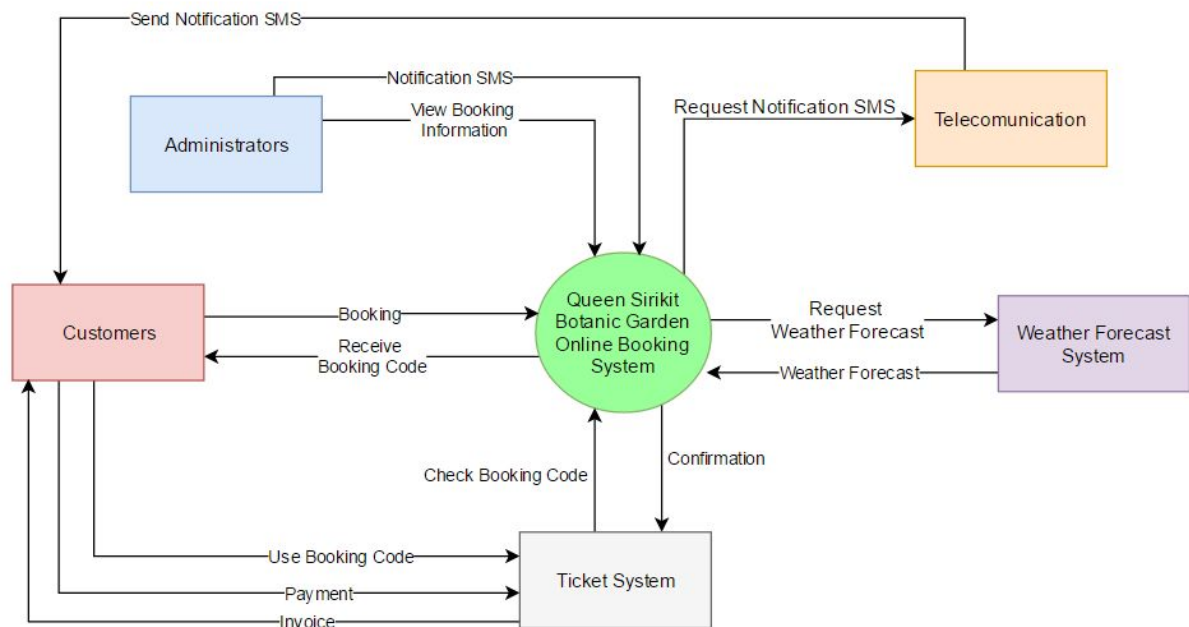 Send Notification SMS
Notification SMS
View Booking
Information
Administrators
Request Notification SMS
Telecomunication
Customers
Booking
Receive
Booking Code
Queen Sirikit
Botanic Garden
Online Booking
System
Request
Weather Forecast
Weather Forecast
Weather Forecast
System
Check Booking Code
Confirmation
Use Booking Code
Payment
Invoice
Ticket System